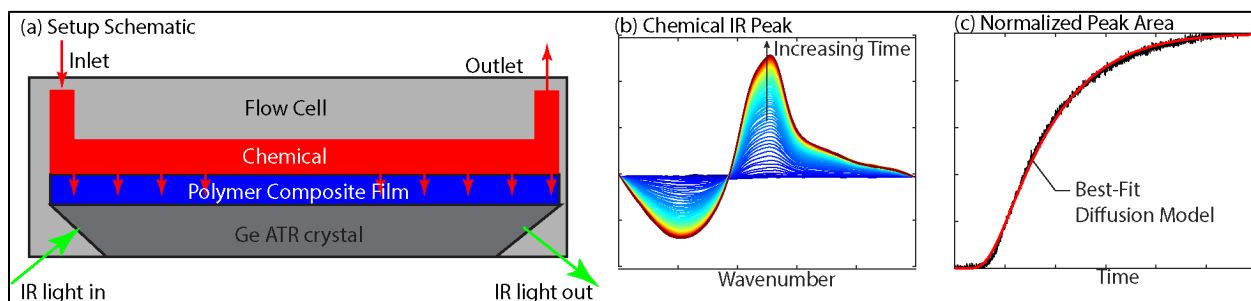 (a) Setup Schematic
Inlet
Outlet
Flow Cell
Chemical
Polymer Composite Film
Ge ATR crystal
IR light in
IR light out
(b) Chemical IR Peak
Increasing Time
Wavenumber
(c) Normalized Peak Area
Best-Fit
Diffusion Model
Time